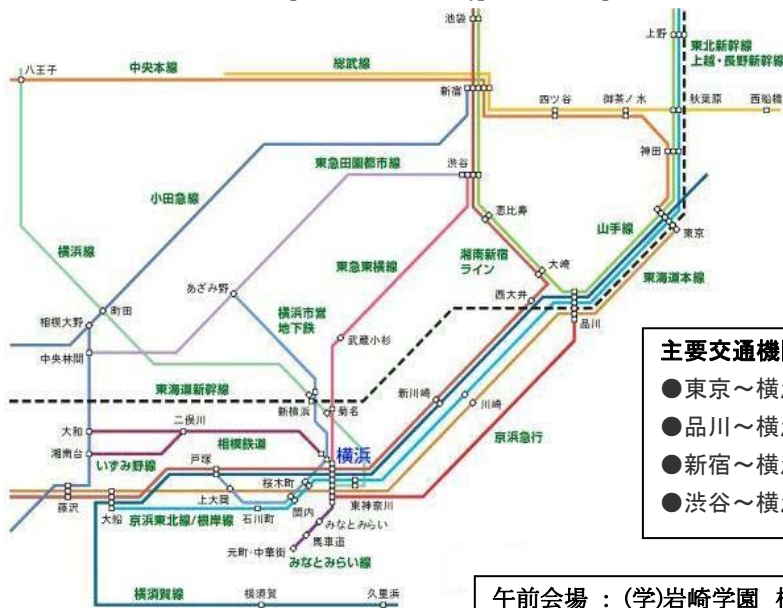 池袋
上野
東北新幹線
上越・長野新幹線
八王子
中央本線
総武線
新宿
四ツ谷
御茶ノ水
秋葉原
西船橋
神田
東急田園都市線
渋谷
小田急線
恵比寿
山手線
東京
横浜線
湘南新宿
ライン
大崎
東急東横線
東海道本線
あざみ野
西大井
横浜市営
地下鉄
町田
相模大野
品川
武蔵小杉
中央林間
主要交通機
東海道新幹線
新川崎
川崎
●東京～横
新横浜
菊名
二俣川
京浜急行
●品川～横
大和
相模鉄道
横浜
●新宿～横
湘南台
いずみ野線
戸塚
桜木町
●渋谷～横
上大岡
東神奈川
藤沢
大船
京浜東北線/根岸線
関内
石川町
みなとみらい
馬車道
元町・中華街
みなとみらい線
横須賀線
横須賀
久里浜
午前会場 : (学)岩崎学園